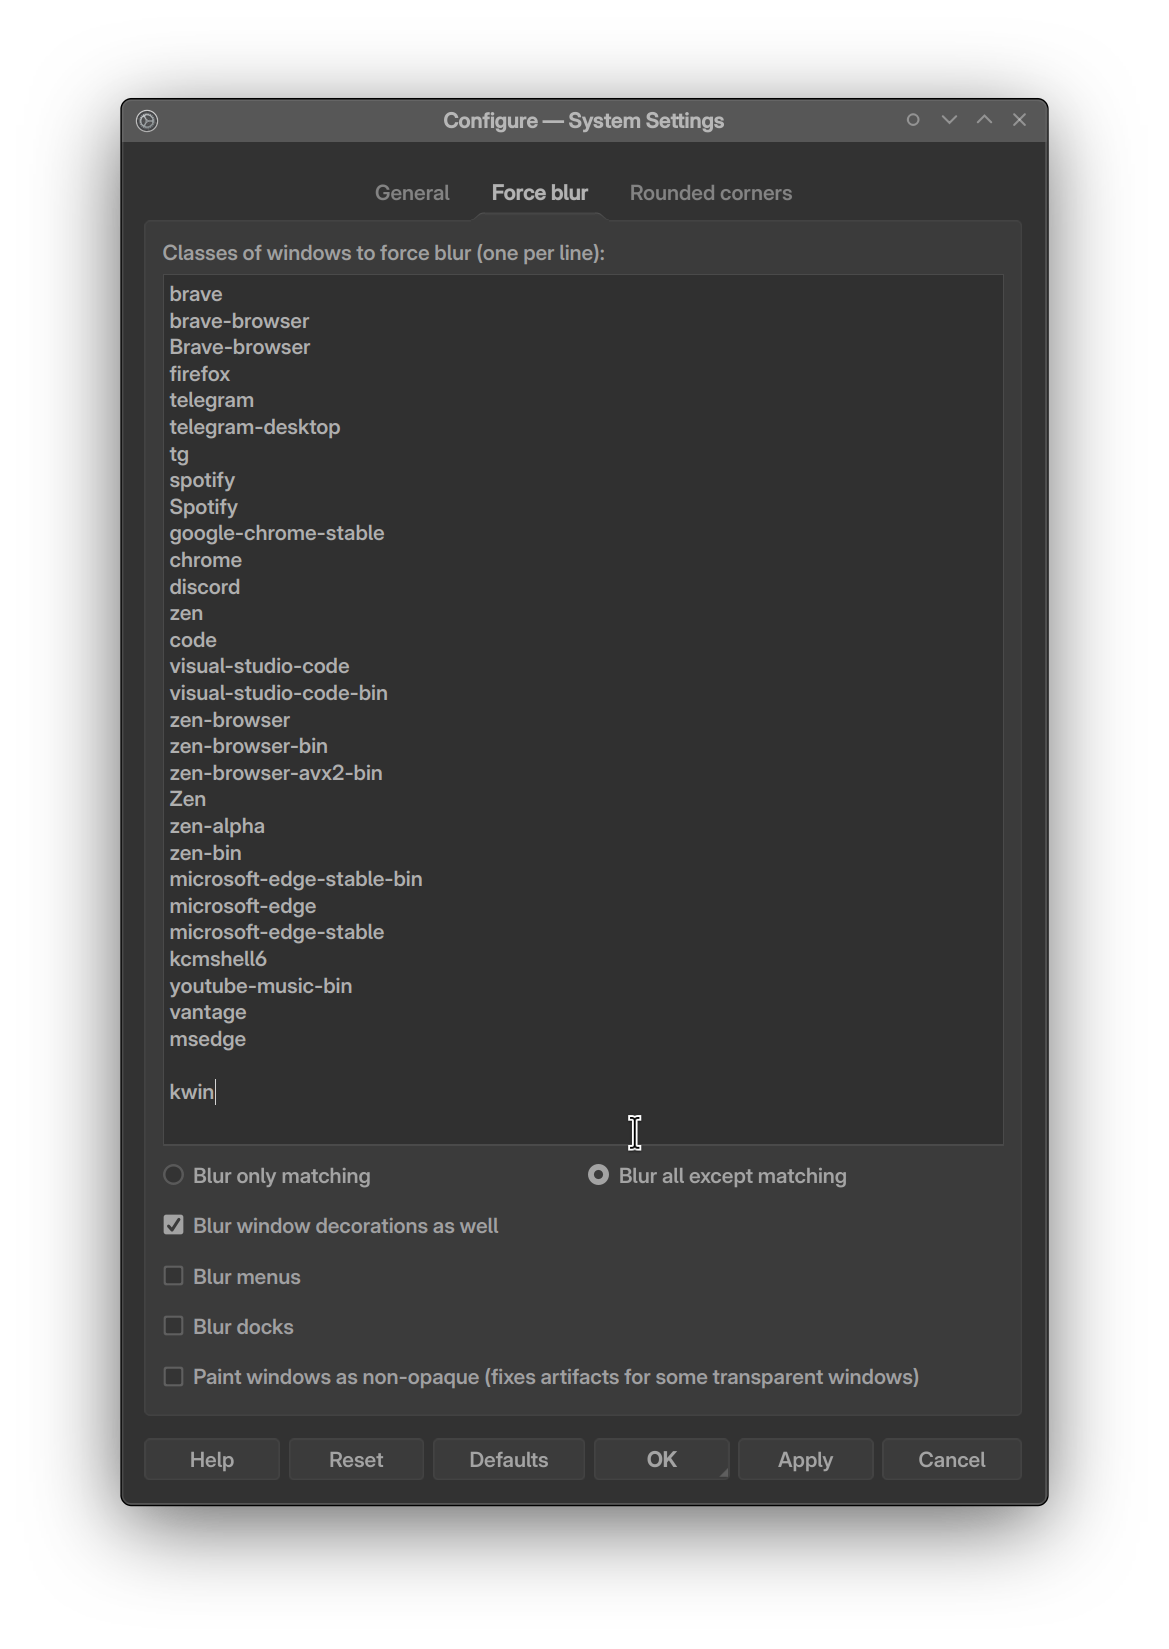 Configure — System Settings
General
Force blur
Rounded corners
Classes of windows to force blur (one per line):
brave
brave-browser
Brave-browser
firefox
telegram
telegram-desktop
tg
spotify
Spotify
google-chrome-stable
chrome
discord
zen
code
visual-studio-code
visual-studio-code-bin
zen-browser
zen-browser-bin
zen-browser-avx2-bin
Zen
zen-alpha
zen-bin
microsoft-edge-stable-bin
microsoft-edge
microsoft-edge-stable
kcmshell6
youtube-music-bin
vantage
msedge
kwin
Blur only matching
Blur all except matching
Blur window decorations as well
Blur menus
Blur docks
Paint windows as non-opaque (fixes artifacts for some transparent windows)
Help
Reset
Defaults
OK
Apply
Cancel